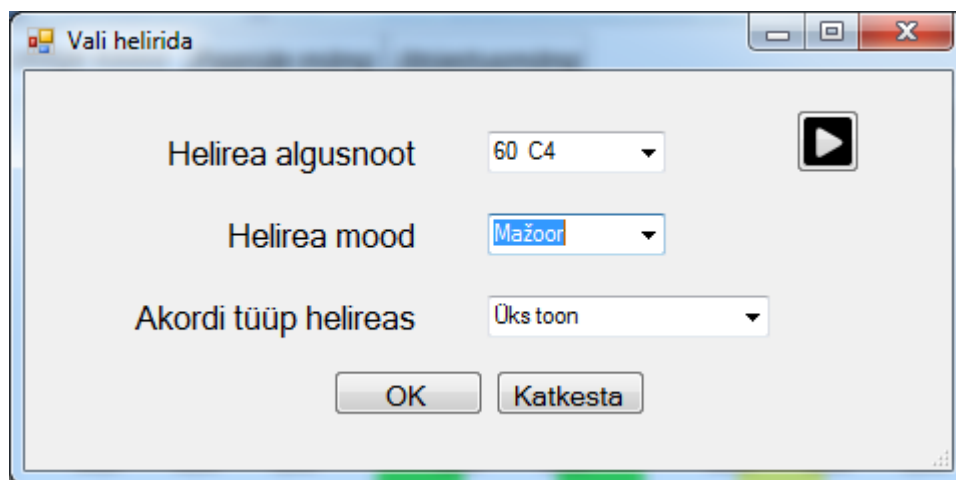 Vali helirida
Helirea algusnoot 60 C4
Helirea mood Mažoor
Akordi tüüp helireas Üks toon
OK Katkesta